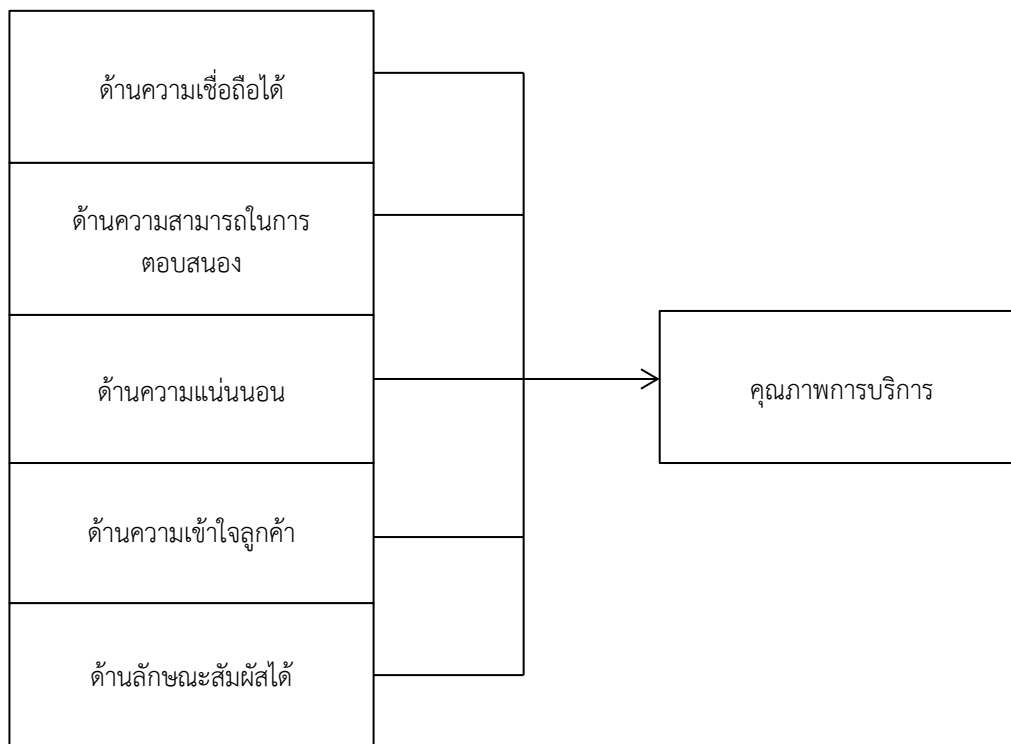 ด้านความเชื่อถือได้
ด้านความสามารถในการ
ตอบสนอง
ด้านความแน่นนอน
คุณภาพการบริการ
ด้านความเข้าใจลูกค้า
ด้านลักษณะสัมผัสได้